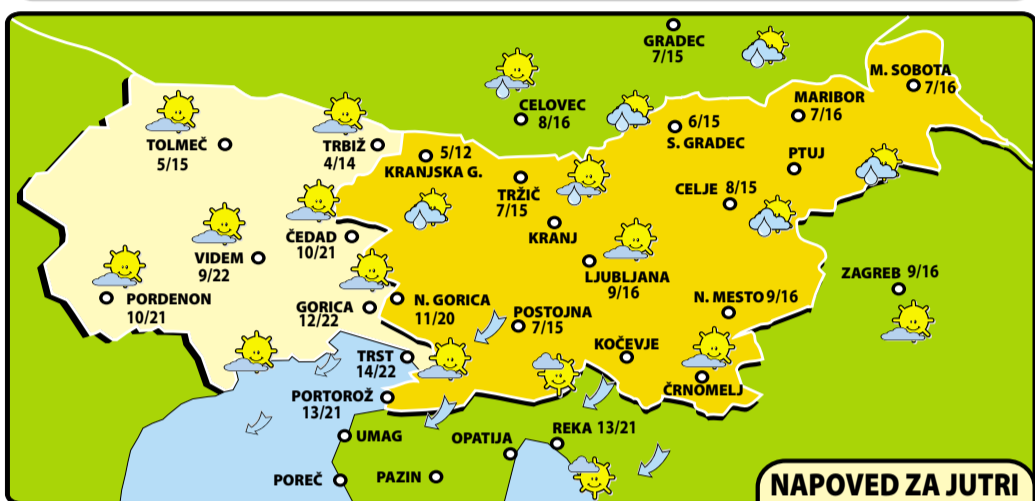 GRADEC
7/15
M. SOBOTA
7/16
CELOVEC
8/16
MARIBOR
7/16
6/15
S. GRADEC
TOLMEČ
5/15
TRBIŽ
4/14
5/12
KRANJSKA G.
PTUJ
TRŽIČ
7/15
CELJE 8/15
KRANJ
ČEDAD
10/21
VIDEM
9/22
LJUBLJANA
9/16
ZAGREB 9/16
PORDENON
10/21
GORICA
12/22
N. GORICA
11/20
N. MESTO 9/16
POSTOJNA
7/15
KOČEVJE
TRST
14/22
ČRNOMELJ
PORTOROŽ
13/21
UMAG
OPATIJA
REKA 13/21
POREČ
PAZIN
NAPOVED ZA JUTRI